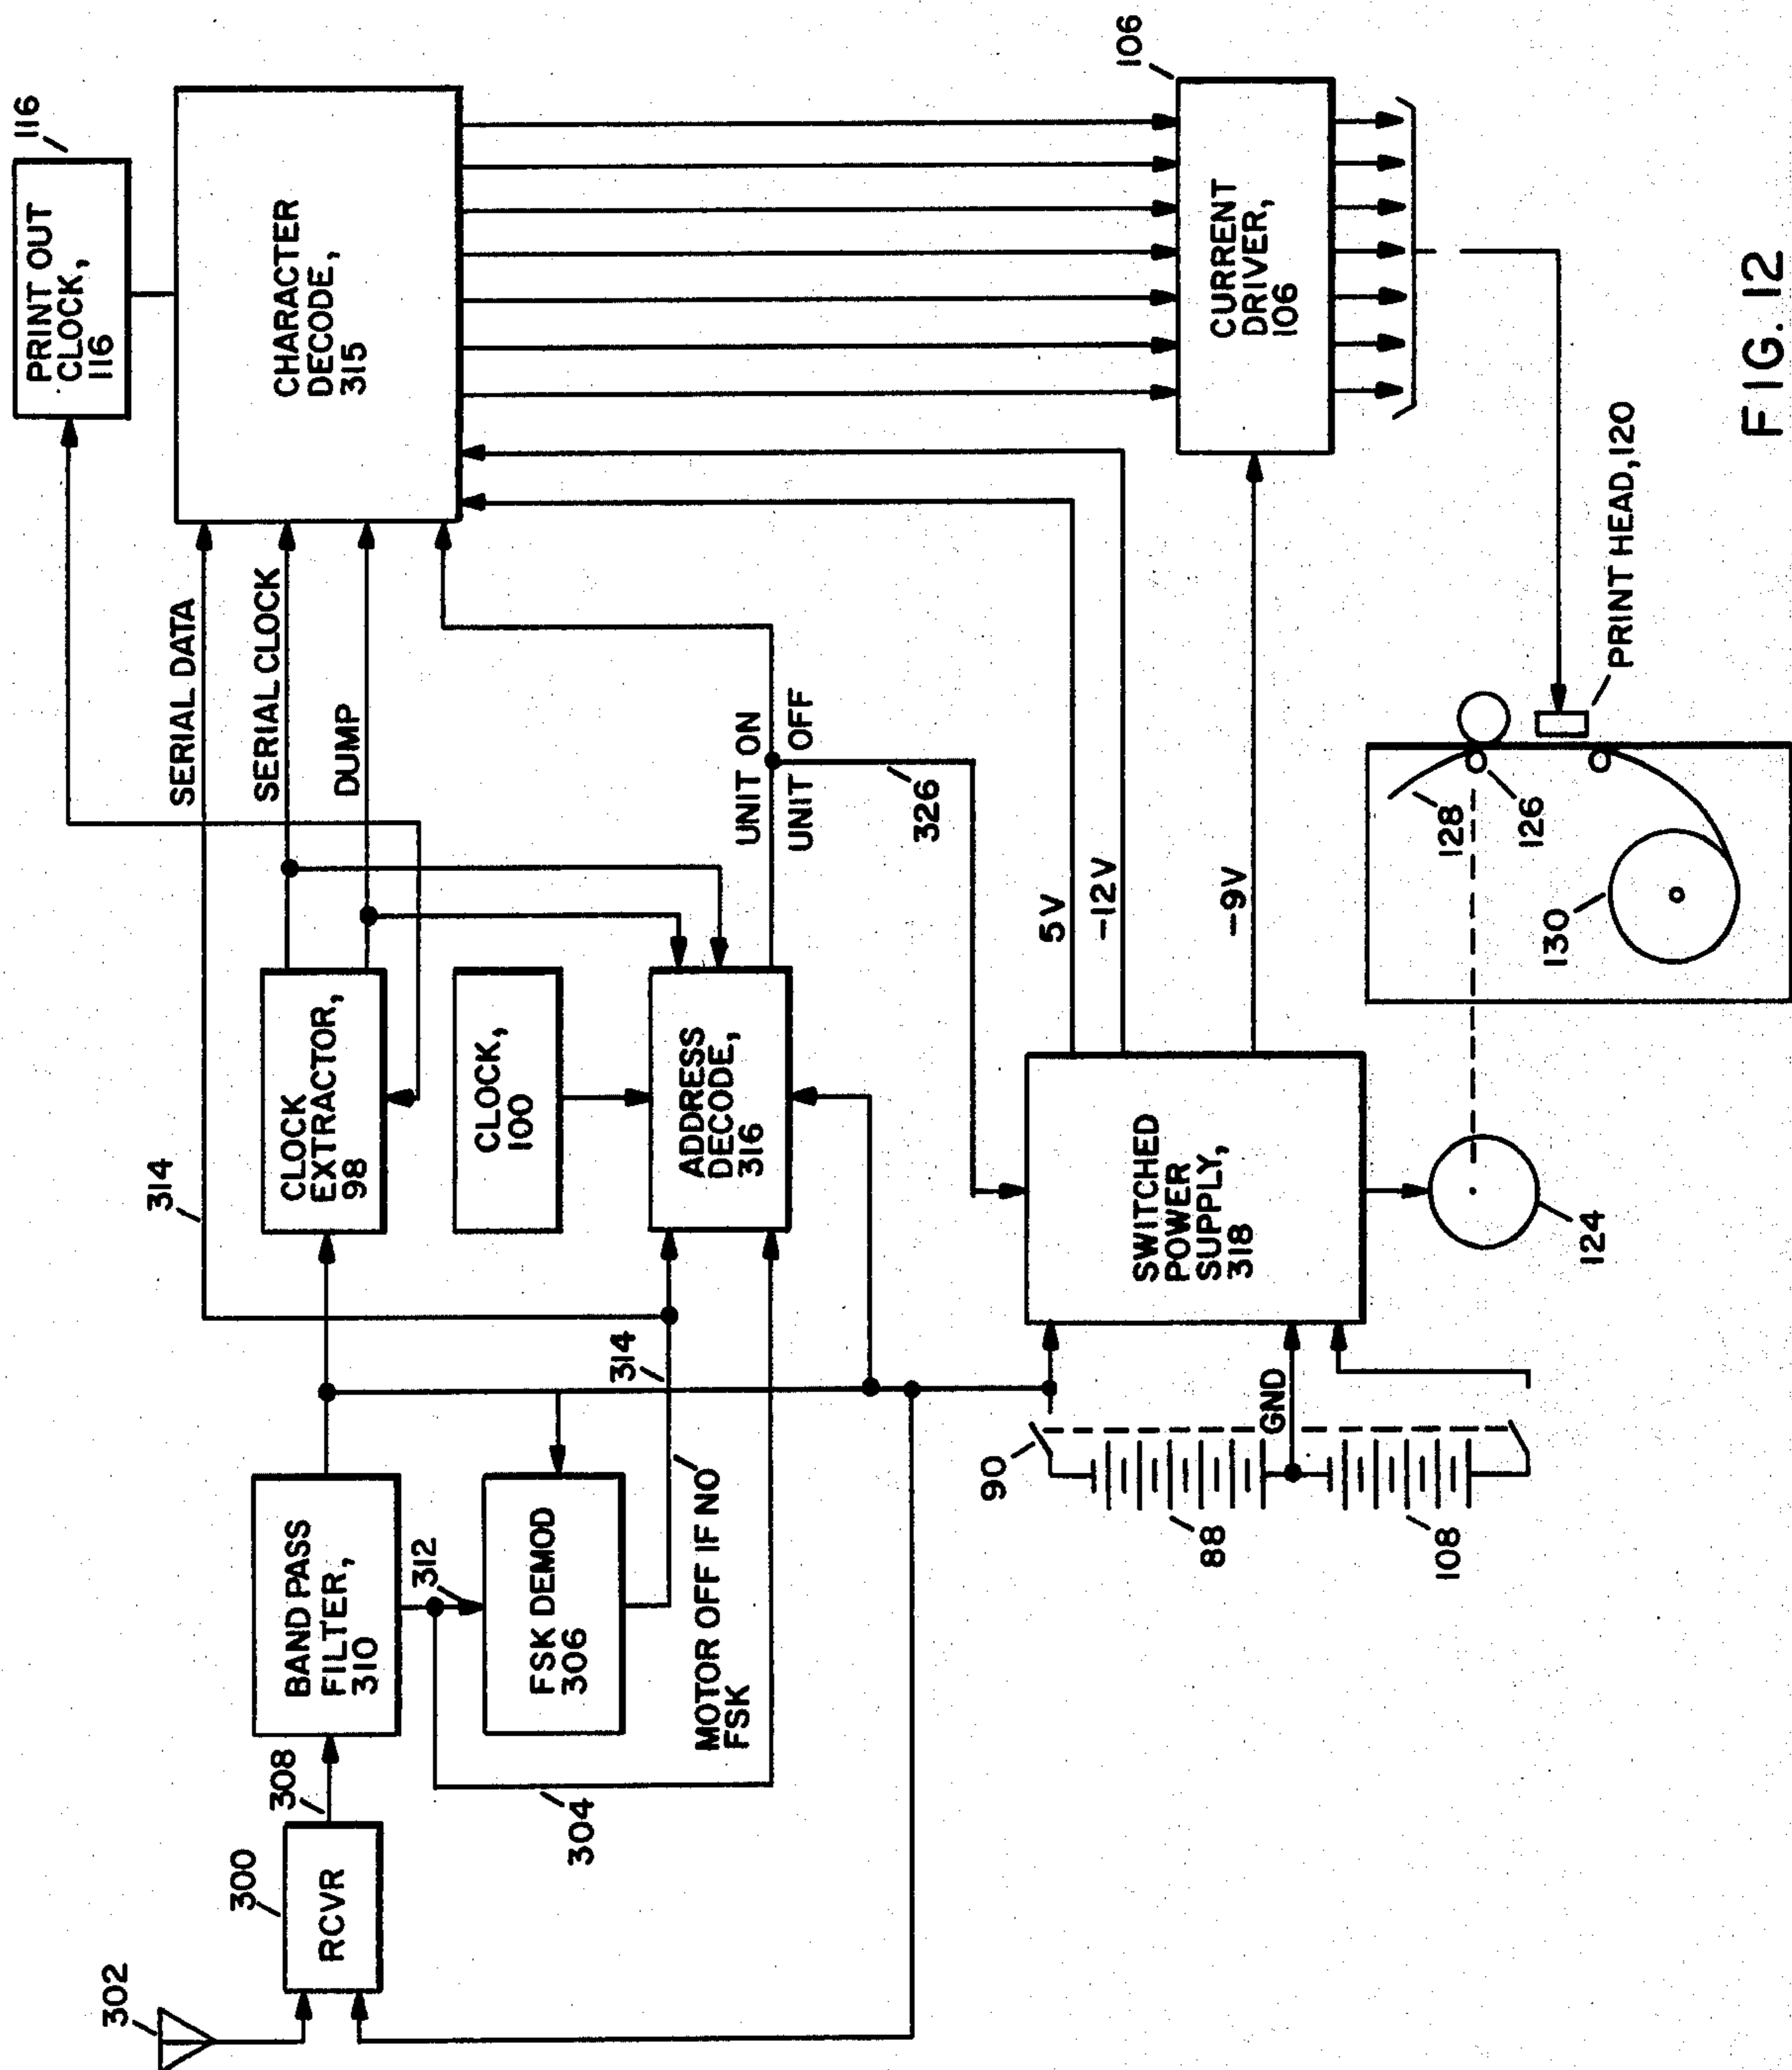 302
300
RCVR
308
BAND PASS
FILTER,
310
312
FSK DEMOD
306
304
MOTOR OFF IF NO
FSK
314
314
CLOCK
EXTRACTOR,
98
CLOCK,
100
ADDRESS
DECODE,
316
SERIAL DATA
SERIAL CLOCK
DUMP
UNIT ON
UNIT OFF
326
PRINT OUT
CLOCK,
116
116
CHARACTER
DECODE,
315
90
88
GND
108
SWITCHED
POWER
SUPPLY,
318
5V
-12V
-9V
124
CURRENT
DRIVER,
106
106
128
126
130
PRINT HEAD,120
FIG. 12